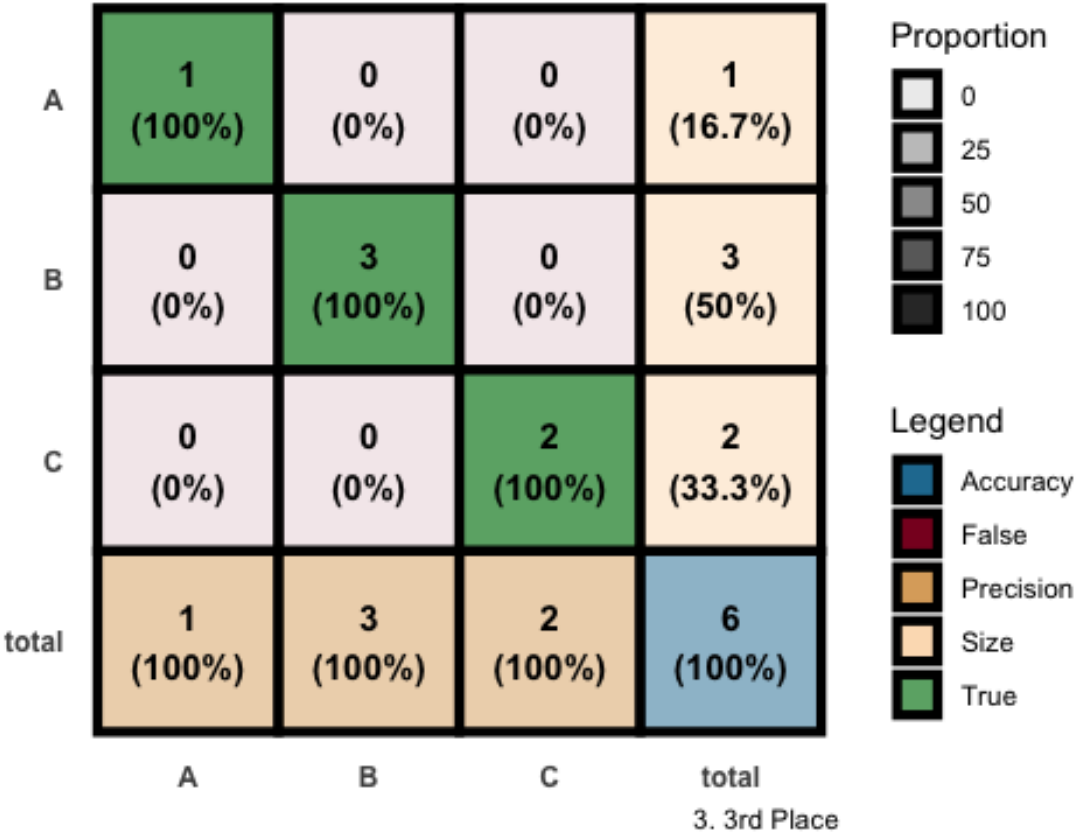 A
1
(100%)
0
(0%)
0
(0%)
1
(16.7%)
B
0
(0%)
3
(100%)
0
(0%)
3
(50%)
C
0
(0%)
0
(0%)
2
(100%)
2
(33.3%)
total
1
(100%)
3
(100%)
2
(100%)
6
(100%)
A B C total
3. 3rd Place
Proportion
0
25
50
75
100
Legend
Accuracy
False
Precision
Size
True